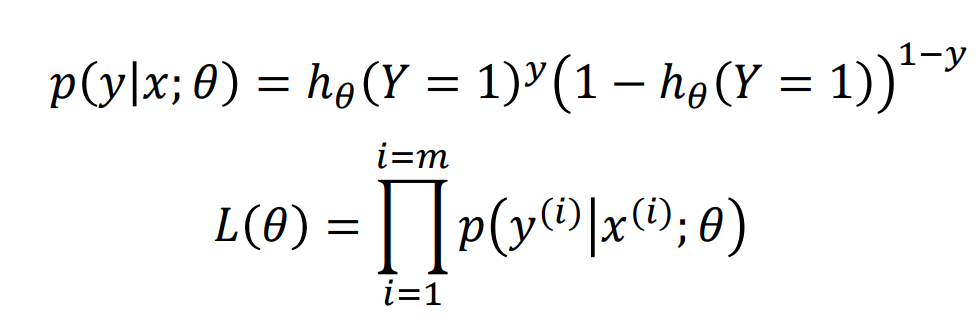 p(y|x; θ) = h_θ(Y = 1)^y(1 − h_θ(Y = 1))^{1−y}
L(θ) = ∏_{i=1}^{i=m} p(y^{(i)}|x^{(i)}; θ)